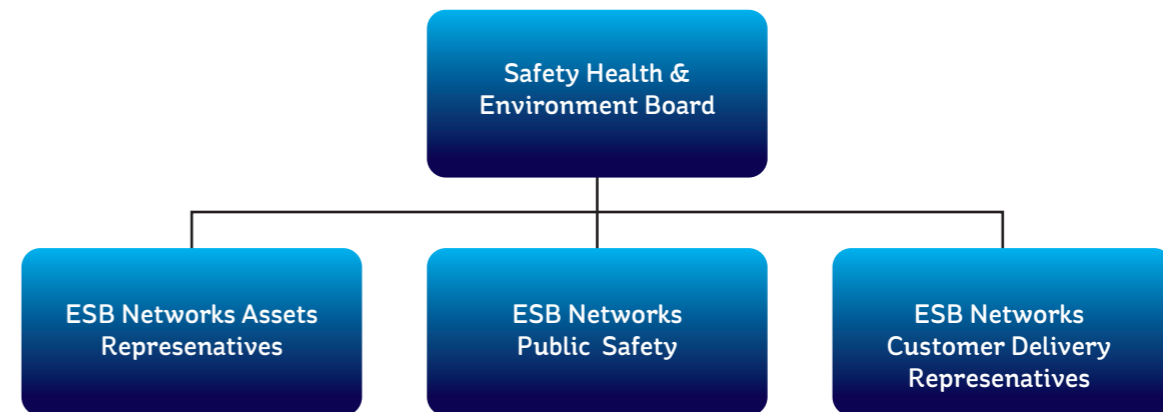 Safety Health &
Environment Board
ESB Networks Assets
Represenatives
ESB Networks
Public Safety
ESB Networks
Customer Delivery
Represenatives